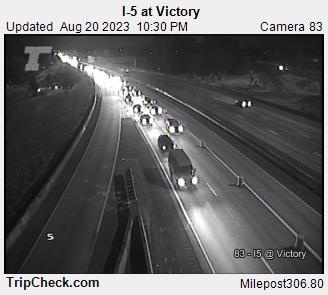 I-5 at Victory
Updated Aug 20 2023 10:30 PM Camera 83
S
83 - I5 @ Victory
TripCheck.com Milepost306.80